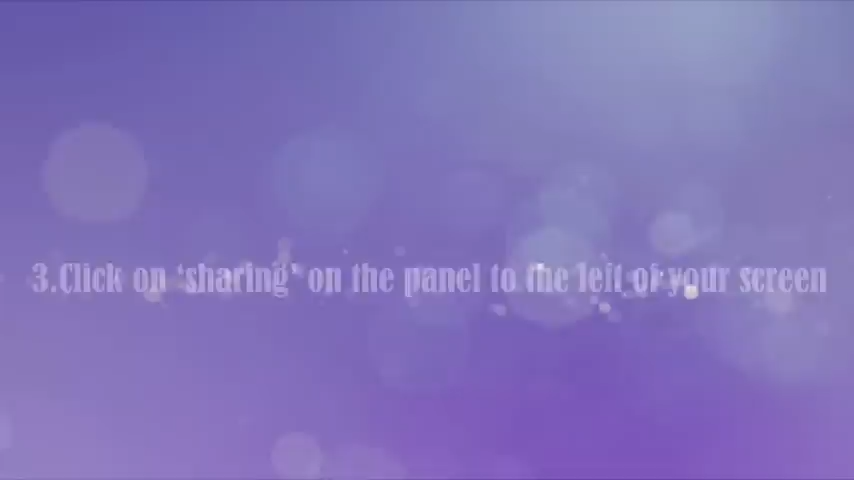 3.Click on ‘sharing’ on the panel to the left of your screen